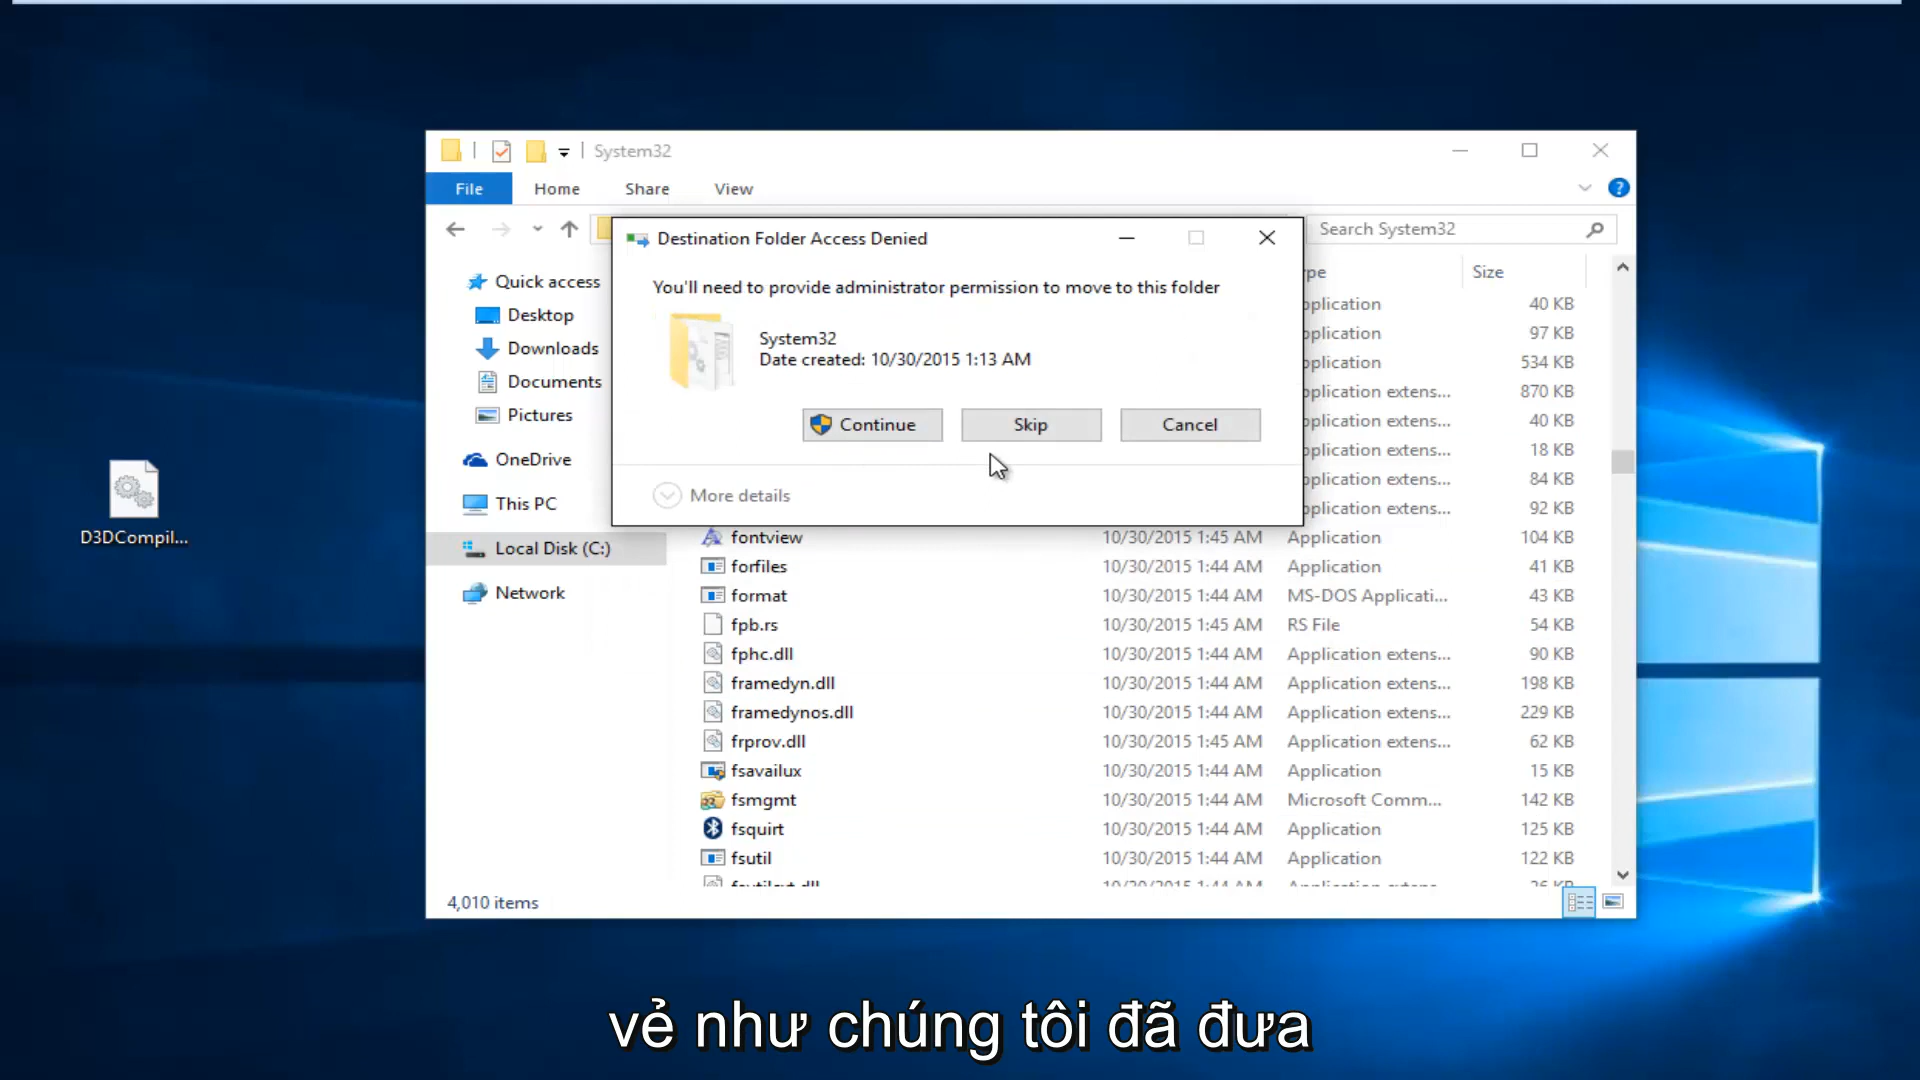 System32
File Home Share View
Search System32
Destination Folder Access Denied
You'll need to provide administrator permission to move to this folder
System32
Date created: 10/30/2015 1:13 AM
Continue Skip Cancel
More details
Quick access
Desktop
Downloads
Documents
Pictures
OneDrive
This PC
Local Disk (C:)
Network
D3DCompil...
Size
40 KB
97 KB
534 KB
870 KB
40 KB
18 KB
84 KB
92 KB
fontview 10/30/2015 1:45 AM Application 104 KB
forfiles 10/30/2015 1:44 AM Application 41 KB
format 10/30/2015 1:44 AM MS-DOS Applicati... 43 KB
fpb.rs 10/30/2015 1:45 AM RS File 54 KB
fphc.dll 10/30/2015 1:44 AM Application extens... 90 KB
framedyn.dll 10/30/2015 1:44 AM Application extens... 198 KB
framedynos.dll 10/30/2015 1:44 AM Application extens... 229 KB
frprov.dll 10/30/2015 1:45 AM Application extens... 62 KB
fsavailux 10/30/2015 1:44 AM Application 15 KB
fsmgmt 10/30/2015 1:44 AM Microsoft Comm... 142 KB
fsquirt 10/30/2015 1:44 AM Application 125 KB
fsutil 10/30/2015 1:44 AM Application 122 KB
4,010 items
vẻ như chúng tôi đã đưa